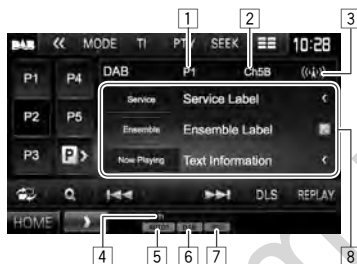 1 2 3
DAB « MODE TI PTY SEEK 10:28
P1 P4 DAB P1 Ch5B
Service Service Label
P2 P5 Ensemble Ensemble Label
P3 P> Now Playing Text Information
DLS REPLAY
HOME
4 5 6 7 8